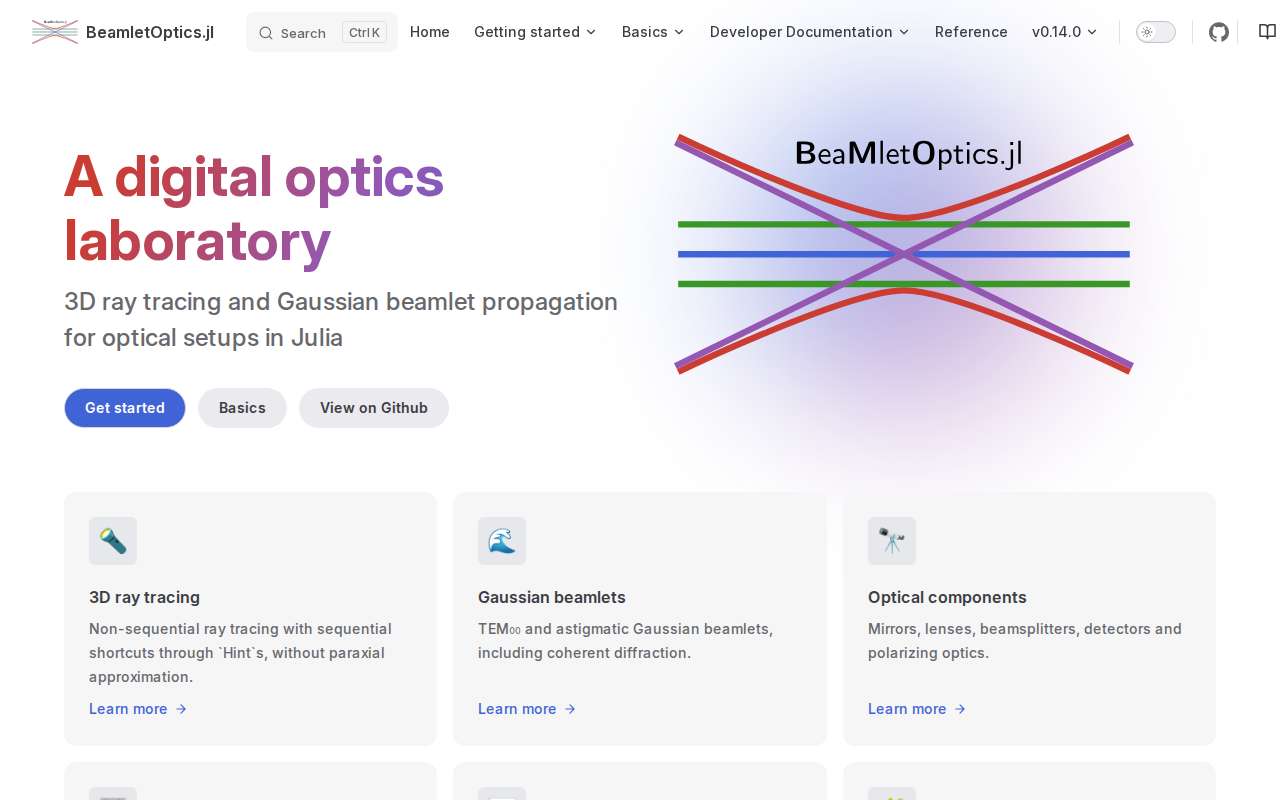 BeamletOptics.jl
Search
Ctrl K
Home
Getting started
Basics
Developer Documentation
Reference
v0.14.0
BeaMletOptics.jl
A digital optics
laboratory
3D ray tracing and Gaussian beamlet propagation
for optical setups in Julia
Get started
Basics
View on Github
3D ray tracing
Non-sequential ray tracing with sequential
shortcuts through `Hint`s, without paraxial
approximation.
Learn more →
Gaussian beamlets
TEM₀₀ and astigmatic Gaussian beamlets,
including coherent diffraction.
Learn more →
Optical components
Mirrors, lenses, beamsplitters, detectors and
polarizing optics.
Learn more →